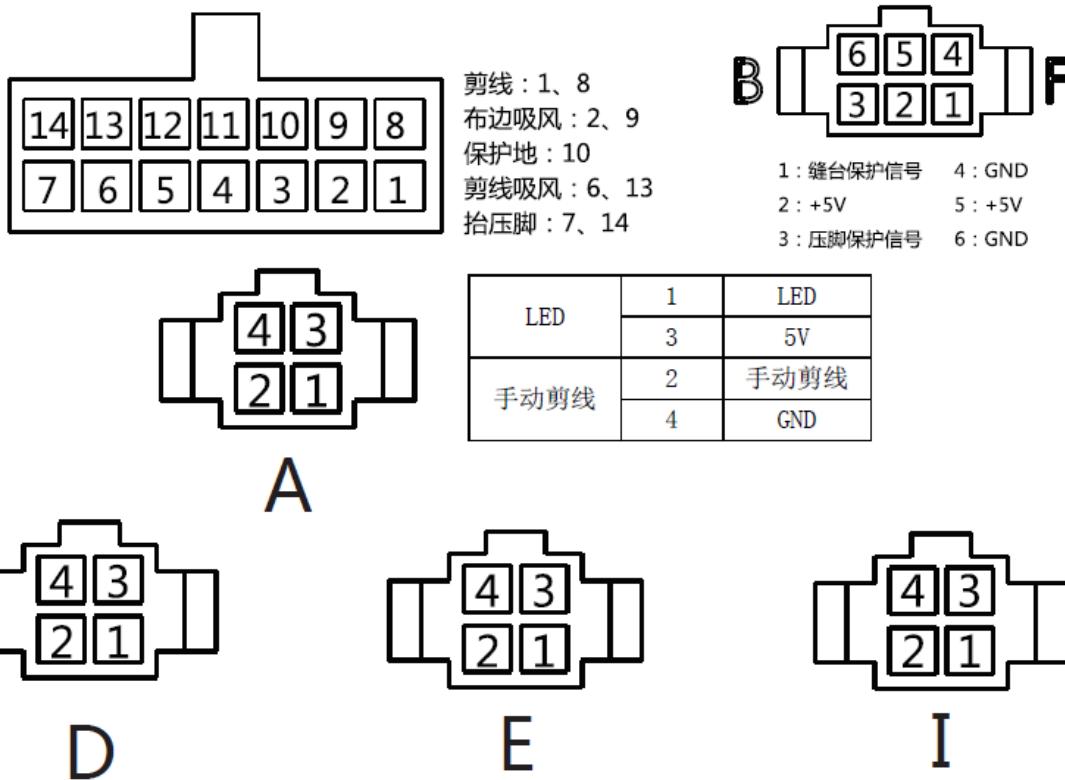 14 13 12 11 10 9 8
7 6 5 4 3 2 1
剪线：1、8
布边吸风：2、9
保护地：10
剪线吸风：6、13
抬压脚：7、14
B
6 5 4
3 2 1
F
1：缝台保护信号 4：GND
2：+5V 5：+5V
3：压脚保护信号 6：GND
4 3
2 1
A
LED 1 LED
3 5V
手动剪线 2 手动剪线
4 GND
4 3
2 1
D
4 3
2 1
E
4 3
2 1
I